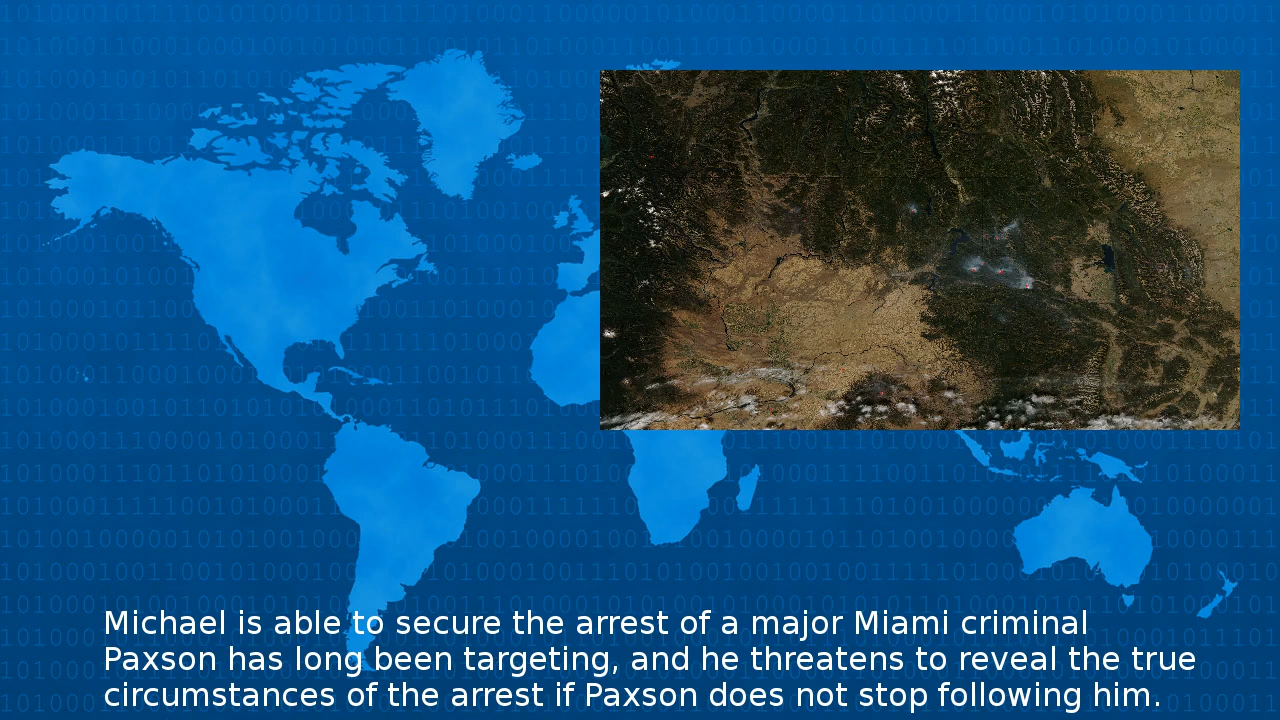 Michael is able to secure the arrest of a major Miami criminal
Paxson has long been targeting, and he threatens to reveal the true
circumstances of the arrest if Paxson does not stop following him.